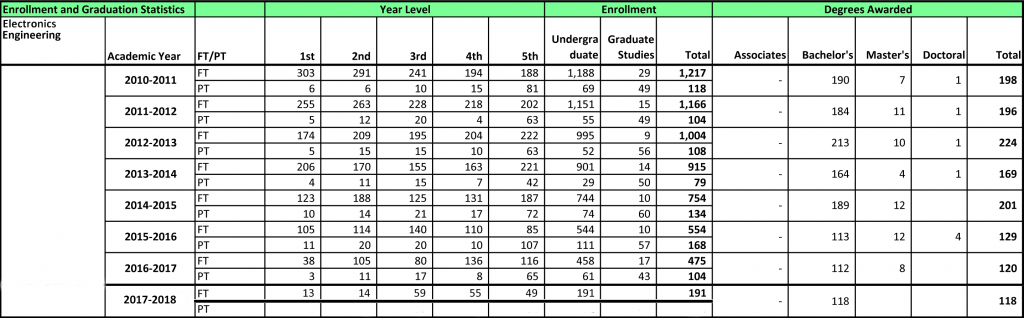 Enrollment and Graduation Statistics Year Level Enrollment Degrees Awarded
Electronics Engineering Academic Year FT/PT 1st 2nd 3rd 4th 5th Undergra duate Graduate Studies Total Associates Bachelor's Master's Doctoral Total
2010-2011 FT 303 291 241 194 188 1,188 29 1,217 - 190 7 1 198
PT 6 6 10 15 81 69 49 118
2011-2012 FT 255 263 228 218 202 1,151 15 1,166 - 184 11 1 196
PT 5 12 20 4 63 55 49 104
2012-2013 FT 174 209 195 204 222 995 9 1,004 - 213 10 1 224
PT 5 15 15 10 63 52 56 108
2013-2014 FT 206 170 155 163 221 901 14 915 - 164 4 1 169
PT 4 11 15 7 42 29 50 79
2014-2015 FT 123 188 125 131 187 744 10 754 - 189 12 201
PT 10 14 21 17 72 74 60 134
2015-2016 FT 105 114 140 110 85 544 10 554 - 113 12 4 129
PT 11 20 20 10 107 111 57 168
2016-2017 FT 38 105 80 136 116 458 17 475 - 112 8 120
PT 3 11 17 8 65 61 43 104
2017-2018 FT 13 14 59 55 49 191 191 - 118 118
PT